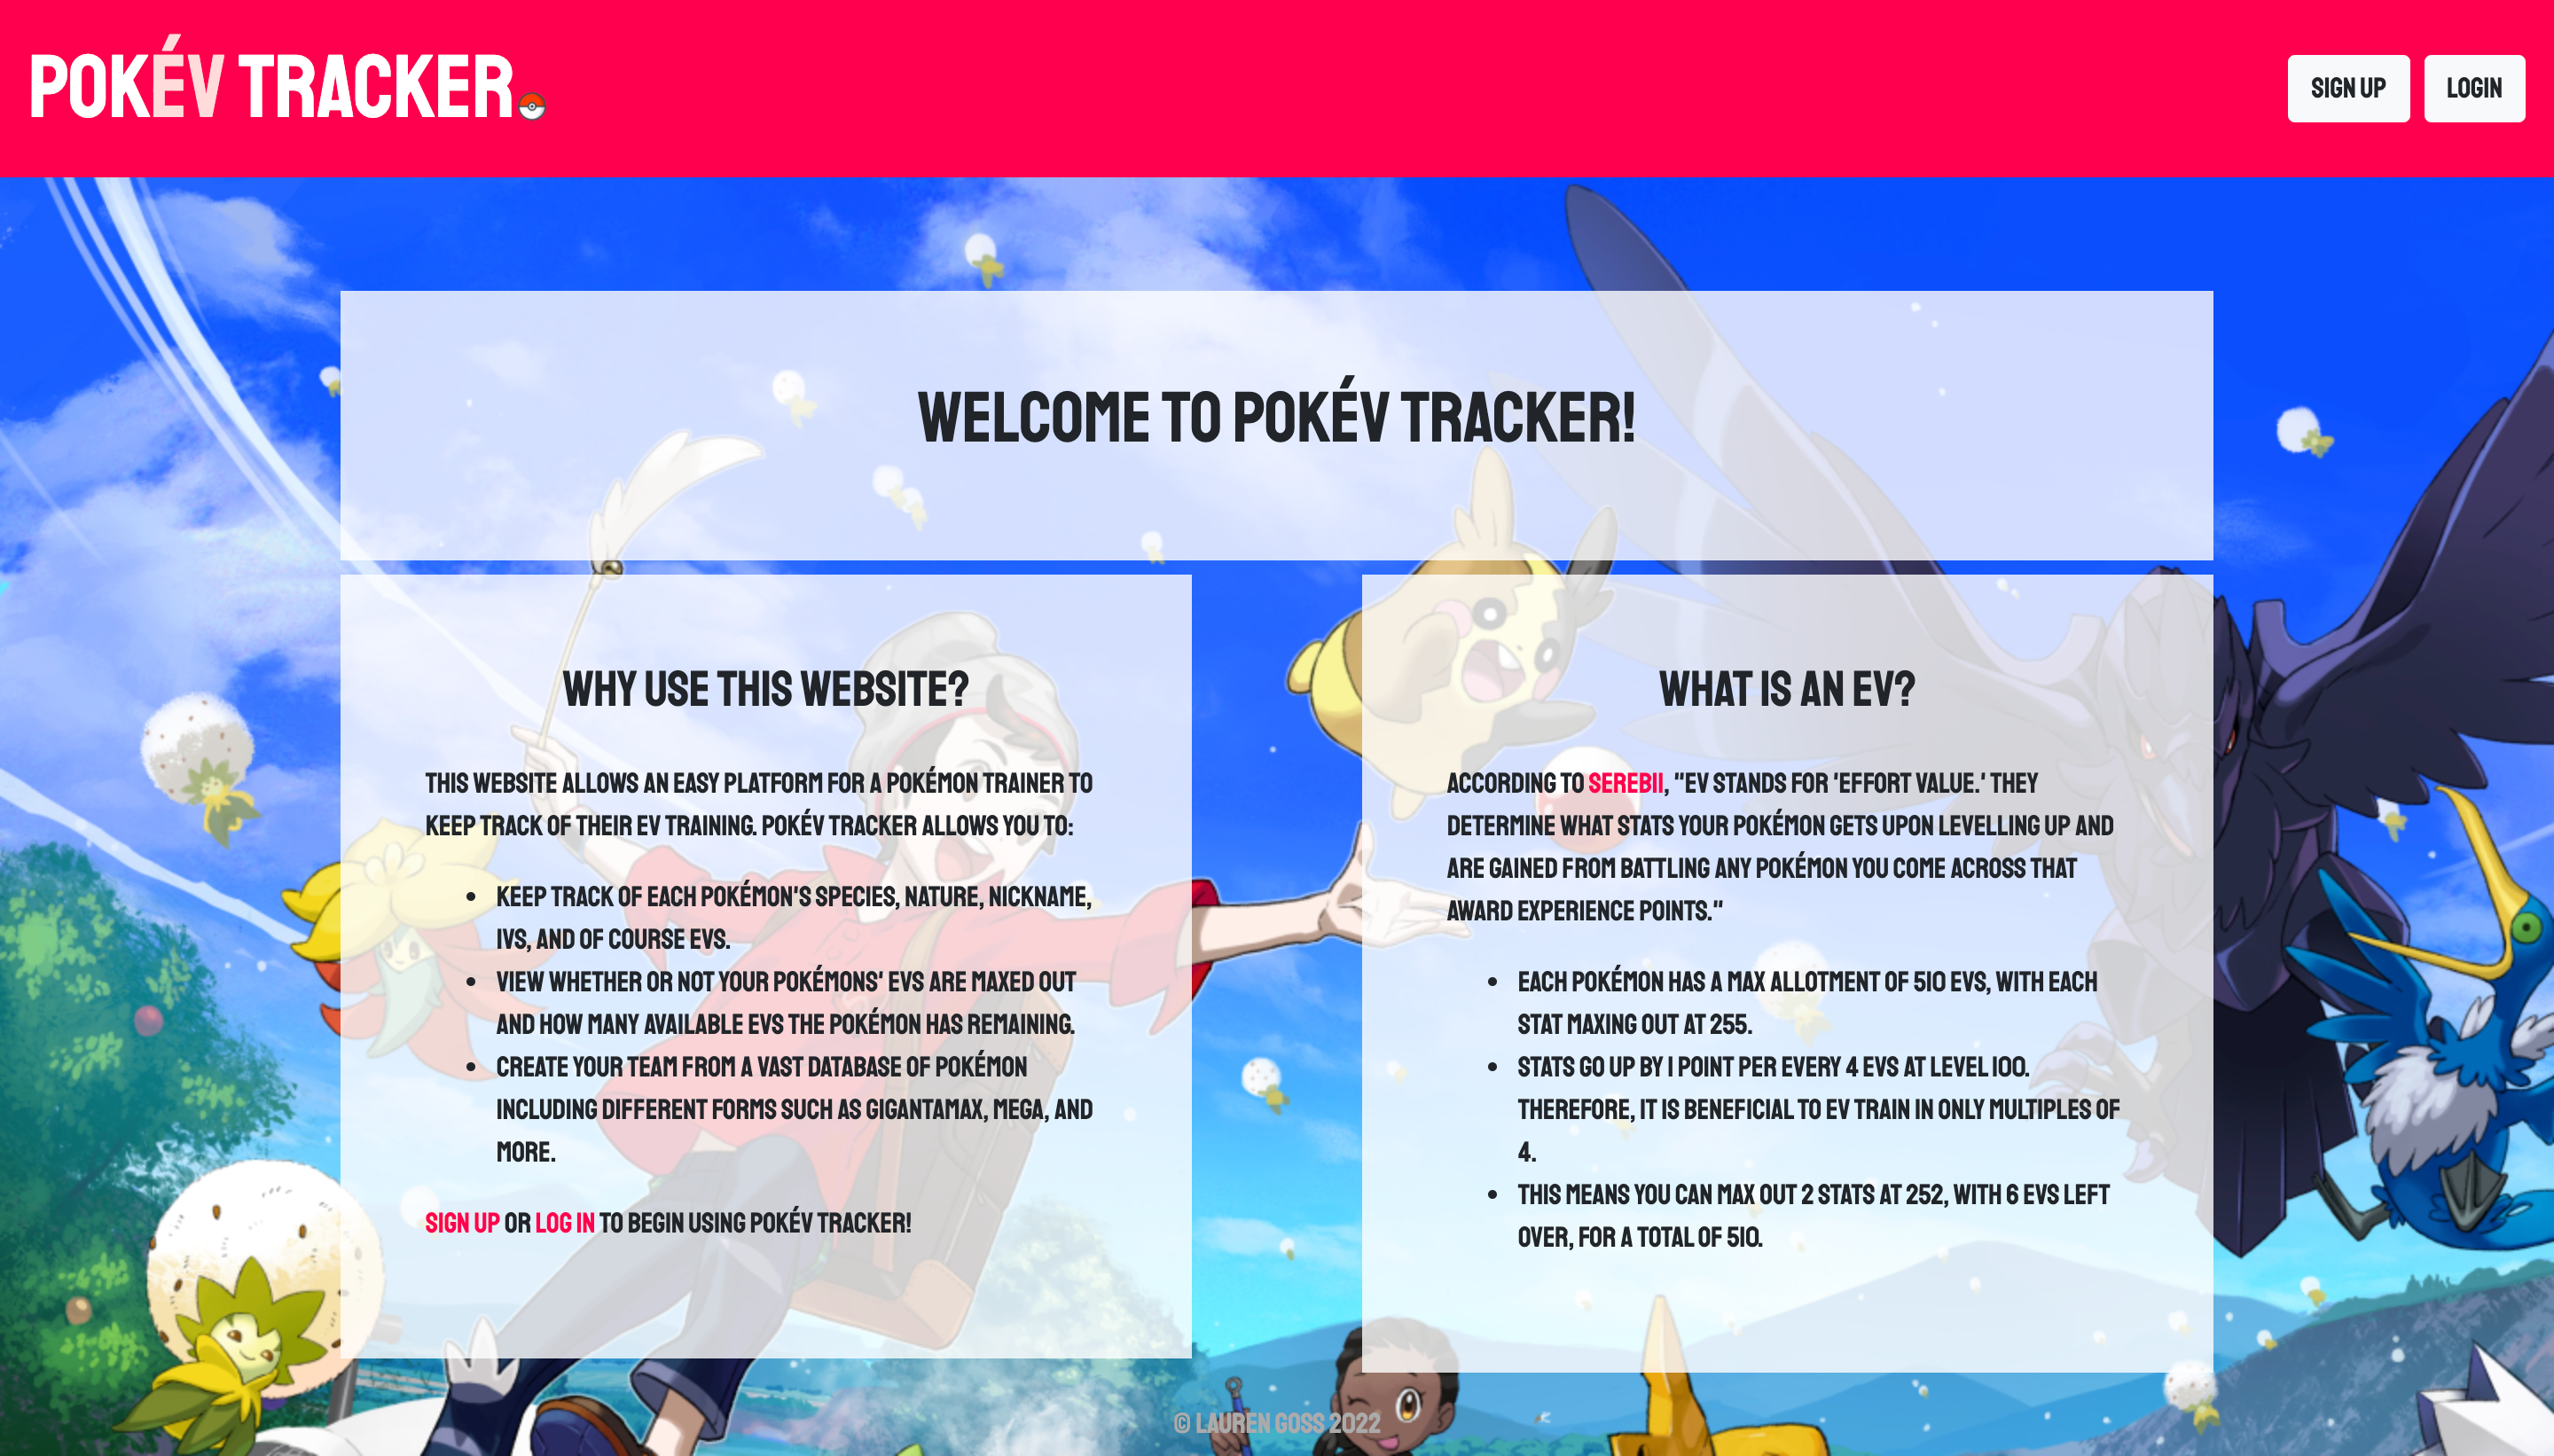 POKÉV TRACKER
SIGN UP
LOGIN
WELCOME TO POKÉV TRACKER!
WHY USE THIS WEBSITE?
THIS WEBSITE ALLOWS AN EASY PLATFORM FOR A POKÉMON TRAINER TO
KEEP TRACK OF THEIR EV TRAINING. POKÉV TRACKER ALLOWS YOU TO:
• KEEP TRACK OF EACH POKÉMON'S SPECIES, NATURE, NICKNAME,
IVS, AND OF COURSE EVS.
• VIEW WHETHER OR NOT YOUR POKÉMONS' EVS ARE MAXED OUT
AND HOW MANY AVAILABLE EVS THE POKÉMON HAS REMAINING.
• CREATE YOUR TEAM FROM A VAST DATABASE OF POKÉMON
INCLUDING DIFFERENT FORMS SUCH AS GIGANTAMAX, MEGA, AND
MORE.
SIGN UP OR LOG IN TO BEGIN USING POKÉV TRACKER!
WHAT IS AN EV?
ACCORDING TO SEREBII, "EV STANDS FOR 'EFFORT VALUE.' THEY
DETERMINE WHAT STATS YOUR POKÉMON GETS UPON LEVELLING UP AND
ARE GAINED FROM BATTLING ANY POKÉMON YOU COME ACROSS THAT
AWARD EXPERIENCE POINTS."
• EACH POKÉMON HAS A MAX ALLOTMENT OF 510 EVS, WITH EACH
STAT MAXING OUT AT 255.
• STATS GO UP BY 1 POINT PER EVERY 4 EVS AT LEVEL 100.
THEREFORE, IT IS BENEFICIAL TO EV TRAIN IN ONLY MULTIPLES OF
4.
• THIS MEANS YOU CAN MAX OUT 2 STATS AT 252, WITH 6 EVS LEFT
OVER, FOR A TOTAL OF 510.
© LAUREN GOSS 2022